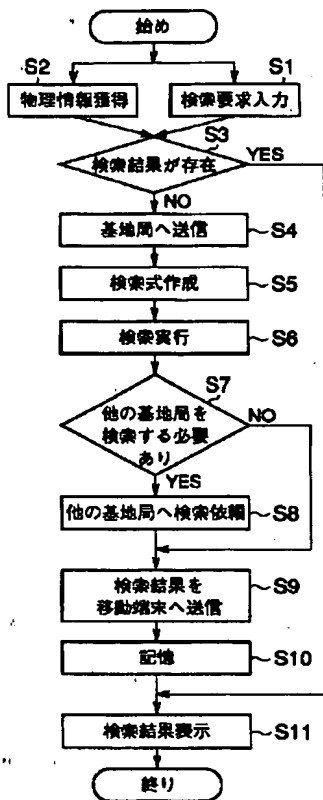 始め
S2
S1
物理情報獲得
検索要求入力
S3
検索結果が存在
YES
NO
基地局へ送信
S4
検索式作成
S5
検索実行
S6
S7
他の基地局を
検索する必要
あり
NO
YES
他の基地局へ検索依頼
S8
検索結果を
移動端末へ送信
S9
記憶
S10
検索結果表示
S11
終り